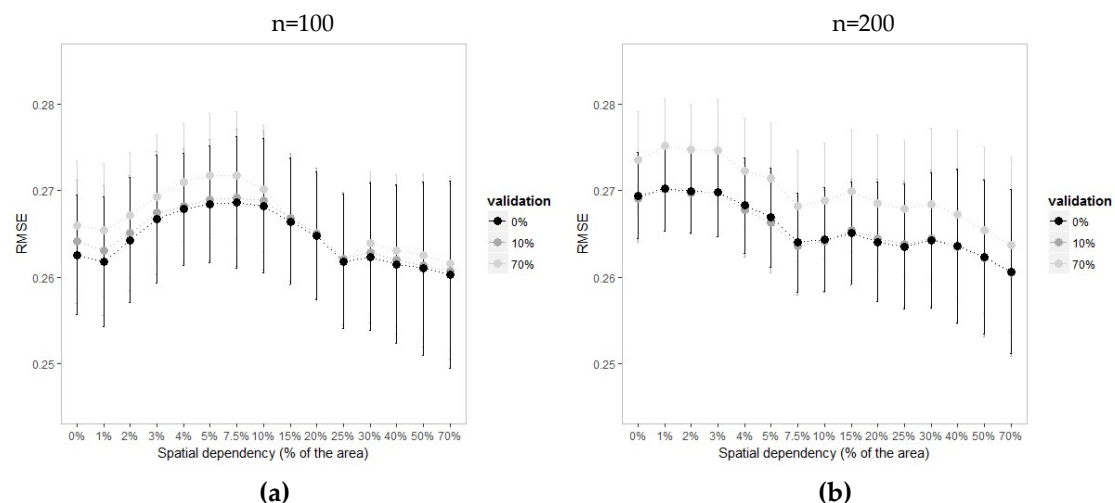 n=100
0.28
0.27
0.26
0.25
RMSE
0% 1% 2% 3% 4% 5% 7.5% 10% 15% 20% 25% 30% 40% 50% 70%
Spatial dependency (% of the area)
validation
0%
10%
70%
(a)
n=200
0.28
0.27
0.26
0.25
RMSE
0% 1% 2% 3% 4% 5% 7.5% 10% 15% 20% 25% 30% 40% 50% 70%
Spatial dependency (% of the area)
validation
0%
10%
70%
(b)